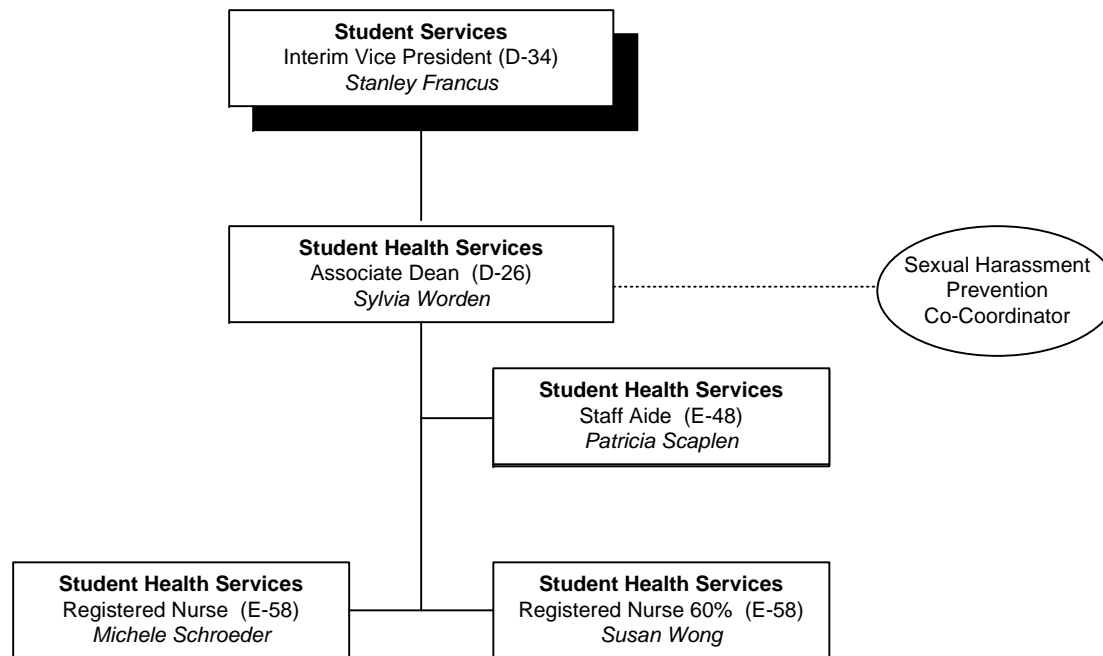 Student Services
Interim Vice President (D-34)
Stanley Francus
Student Health Services
Associate Dean  (D-26)
Sylvia Worden
Sexual Harassment
Prevention
Co-Coordinator
Student Health Services
Staff Aide  (E-48)
Patricia Scaplen
Student Health Services
Registered Nurse  (E-58)
Michele Schroeder
Student Health Services
Registered Nurse 60%  (E-58)
Susan Wong